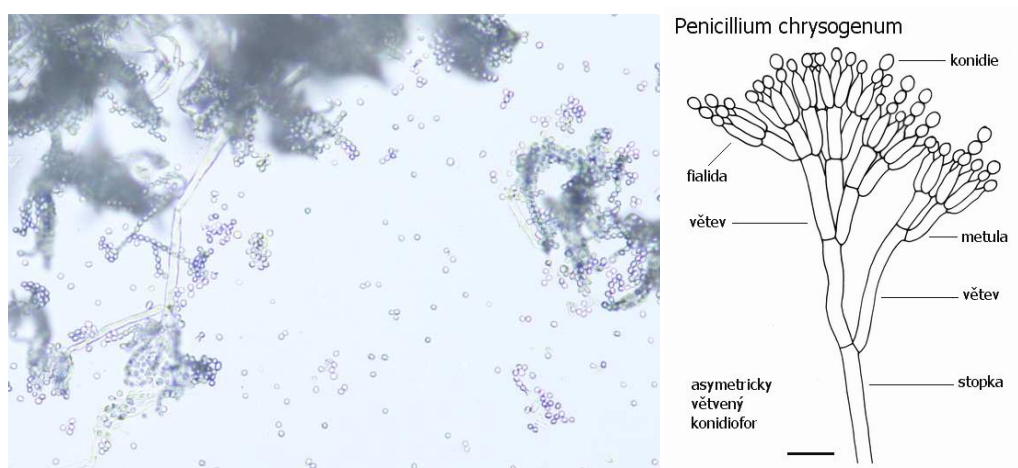 Penicillium chrysogenum
konidie
fialida
větev
metula
větev
stopka
asymetricky
větvený
konidiofor